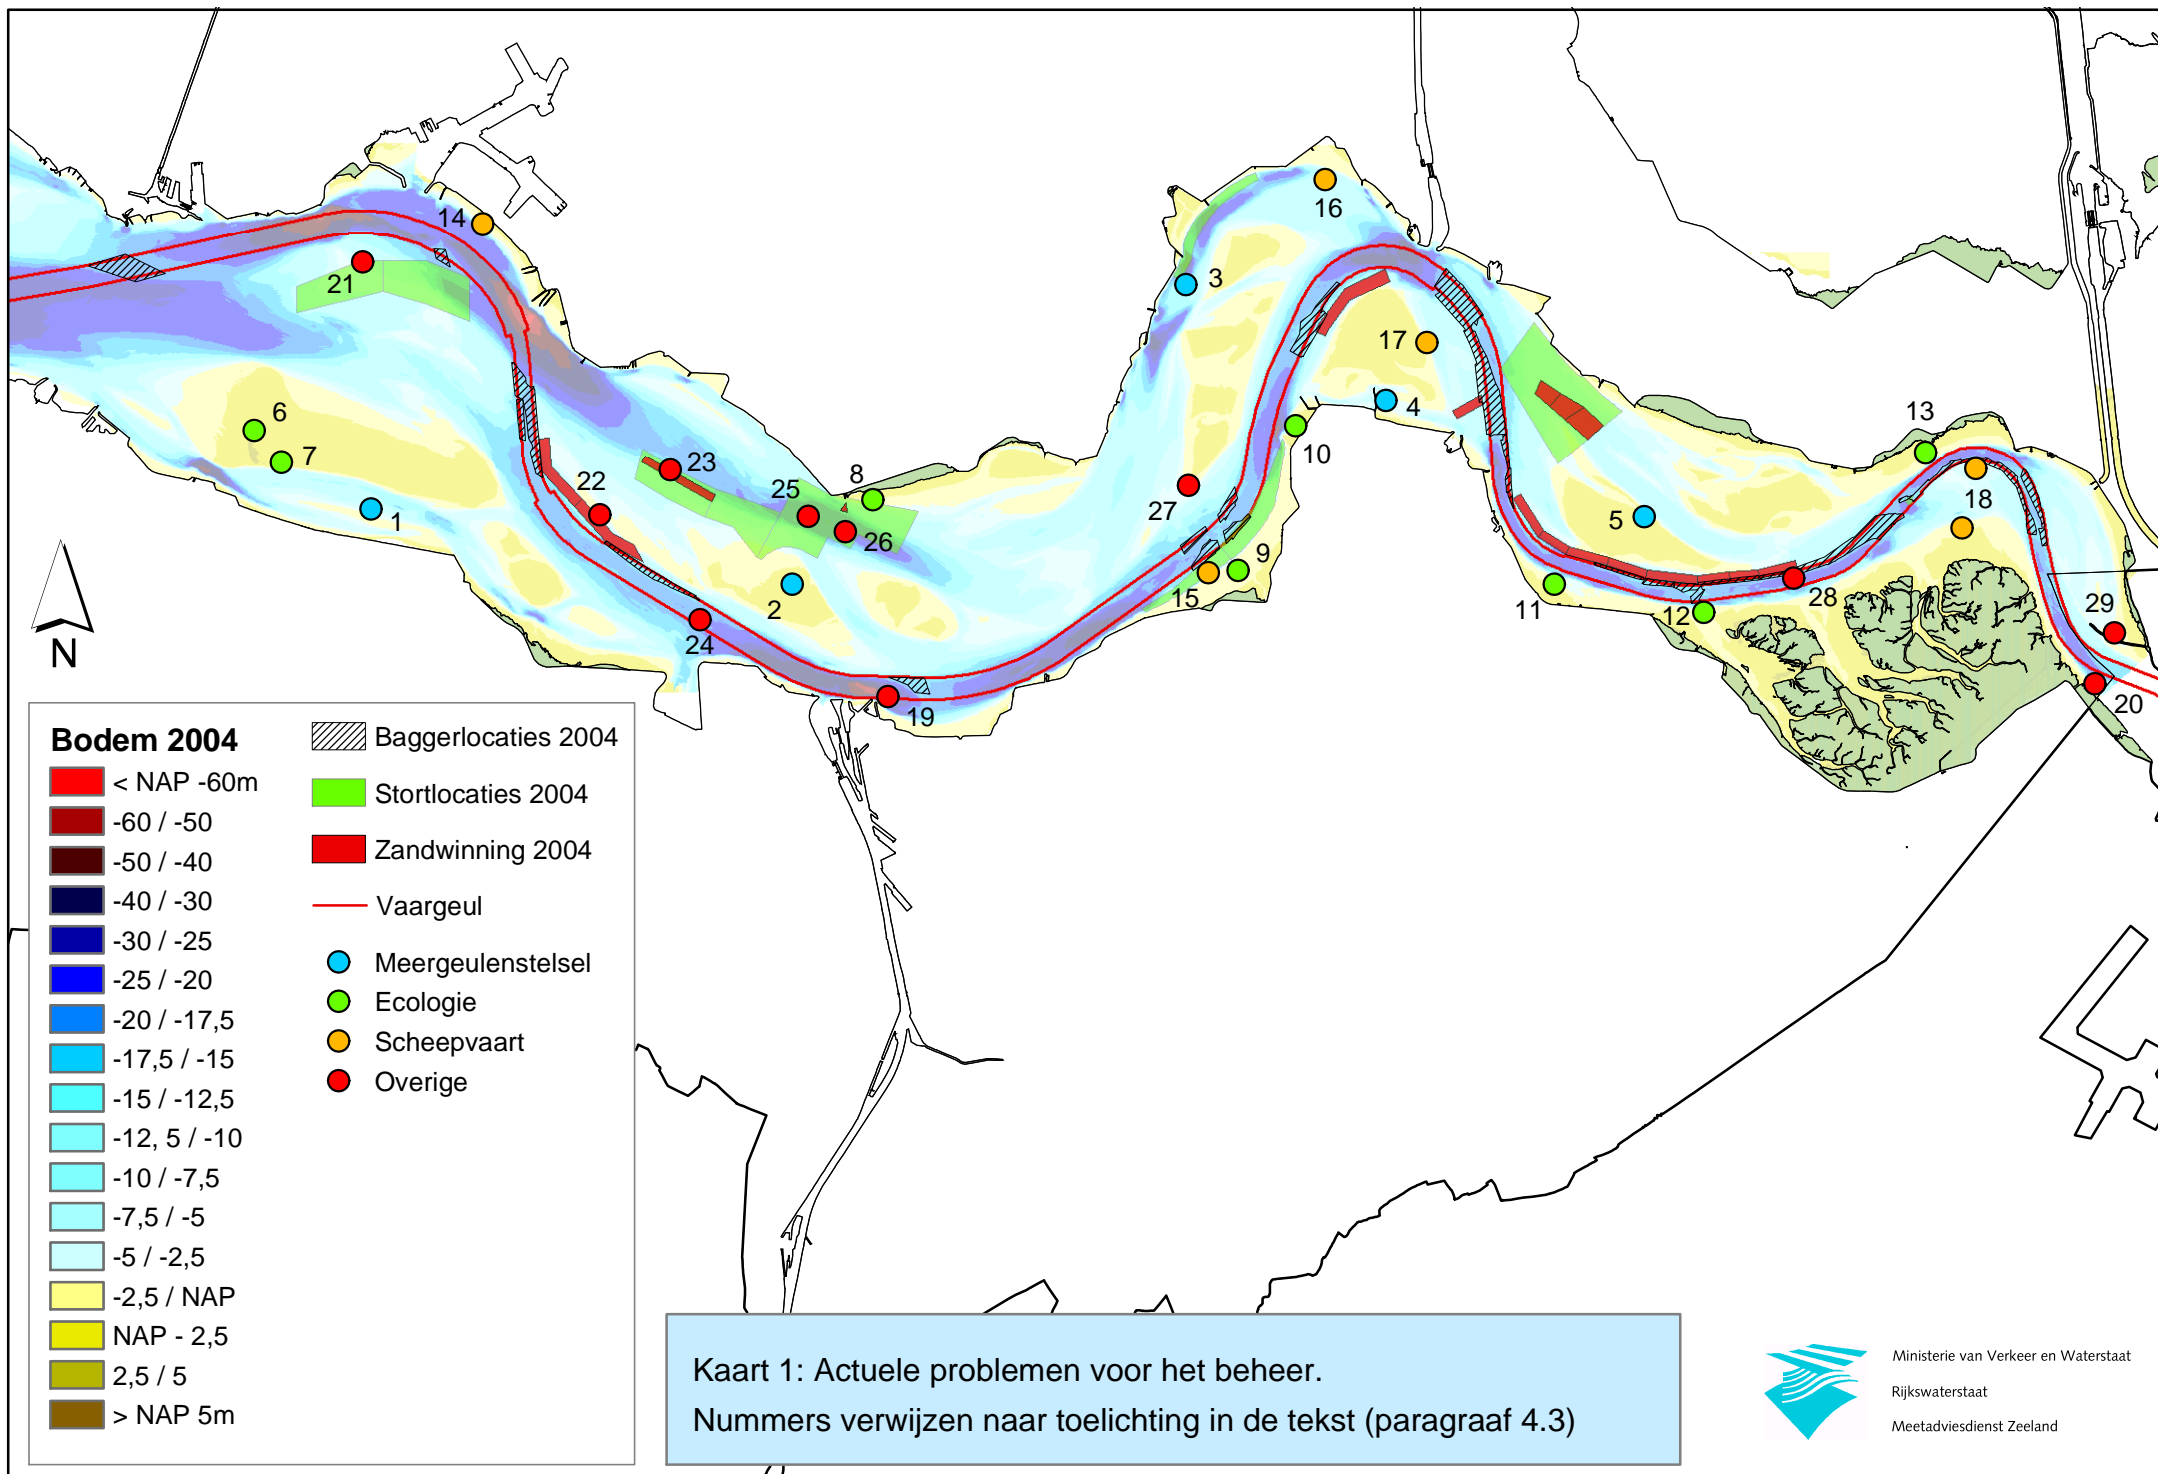 14
16
21
3
17
6
7
4
13
10
23
8
18
22
25
27
5
1
26
9
N
2
15
11
12
28
29
24
20
19
Bodem 2004
< NAP -60m
-60 / -50
-50 / -40
-40 / -30
-30 / -25
-25 / -20
-20 / -17,5
-17,5 / -15
-15 / -12,5
-12, 5 / -10
-10 / -7,5
-7,5 / -5
-5 / -2,5
-2,5 / NAP
NAP - 2,5
2,5 / 5
> NAP 5m
Baggerlocaties 2004
Stortlocaties 2004
Zandwinning 2004
Vaargeul
Meergeulenstelsel
Ecologie
Scheepvaart
Overige
Kaart 1: Actuele problemen voor het beheer.
Nummers verwijzen naar toelichting in de tekst (paragraaf 4.3)
Ministerie van Verkeer en Waterstaat
Rijkswaterstaat
Meetadviesdienst Zeeland